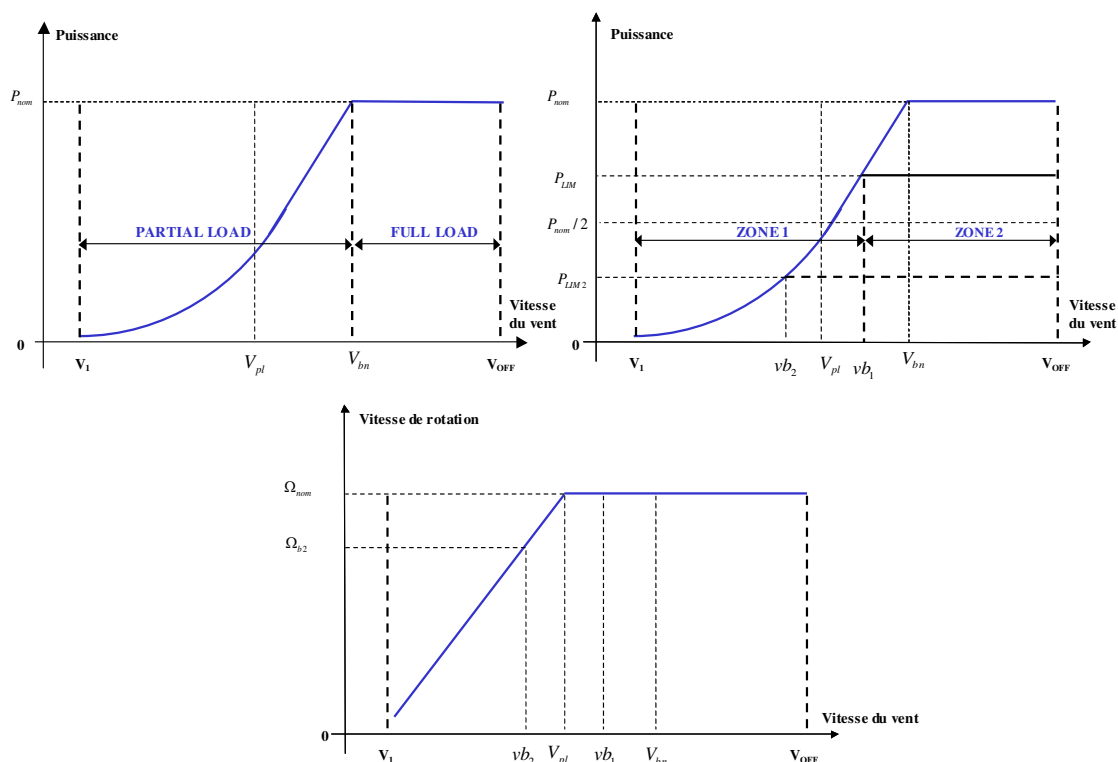 Puissance
P_nom
PARTIAL LOAD
FULL LOAD
Vitesse
du vent
0
V_1
V_pl
V_bn
V_OFF
Puissance
P_nom
P_LIM
P_nom/2
ZONE 1
ZONE 2
P_LIM 2
Vitesse
du vent
0
V_1
vb_2
V_pl
vb_1
V_bn
V_OFF
Vitesse de rotation
Ω_nom
Ω_b2
Vitesse du vent
0
V_1
vb_2
V_pl
vb_1
V_bn
V_OFF